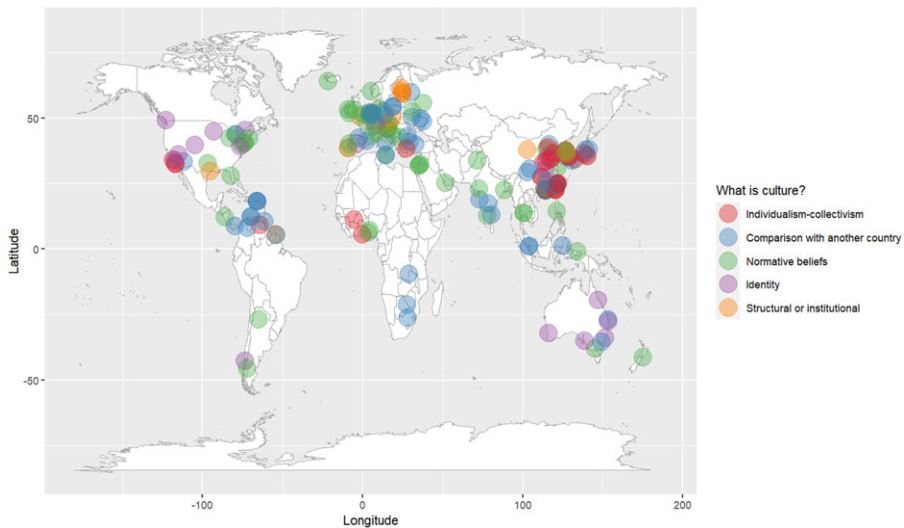 50
0
-50
Latitude
-100
0
100
200
Longitude
What is culture?
Individualism-collectivism
Comparison with another country
Normative beliefs
Identity
Structural or institutional